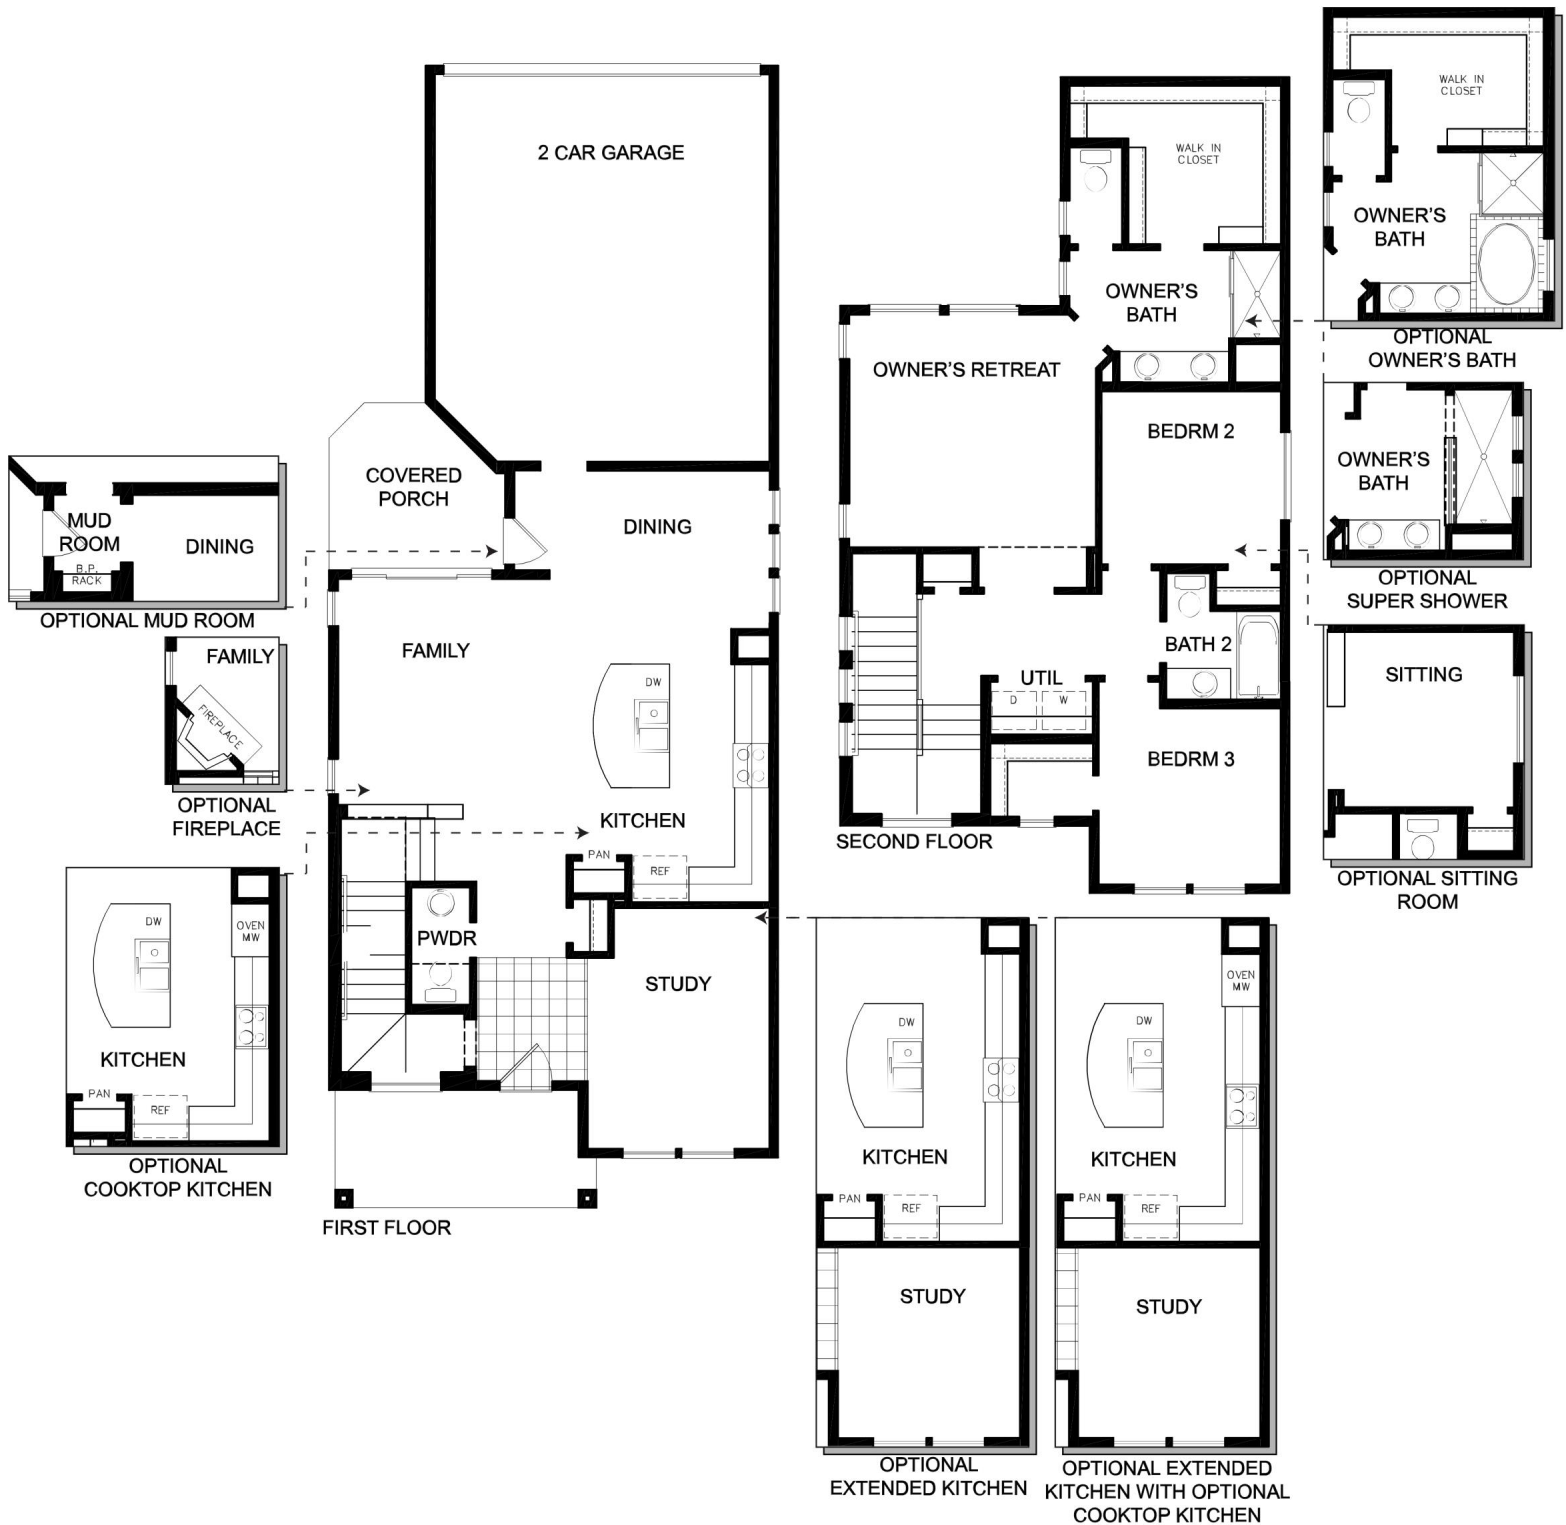 2 CAR GARAGE
COVERED
PORCH
DINING
FAMILY
DW
KITCHEN
PAN
REF
PWDR
STUDY
FIRST FLOOR
MUD
ROOM
DINING
B.P.
RACK
OPTIONAL MUD ROOM
FAMILY
FIREPLACE
OPTIONAL
FIREPLACE
DW
OVEN
MW
KITCHEN
PAN
REF
OPTIONAL
COOKTOP KITCHEN
WALK IN
CLOSET
OWNER'S
BATH
OWNER'S RETREAT
BEDRM 2
BATH 2
UTIL
D
W
BEDRM 3
SECOND FLOOR
WALK IN
CLOSET
OWNER'S
BATH
OPTIONAL
OWNER'S BATH
OWNER'S
BATH
OPTIONAL
SUPER SHOWER
SITTING
OPTIONAL SITTING
ROOM
DW
KITCHEN
PAN
REF
STUDY
OPTIONAL
EXTENDED KITCHEN
OVEN
MW
DW
KITCHEN
PAN
REF
STUDY
OPTIONAL EXTENDED
KITCHEN WITH OPTIONAL
COOKTOP KITCHEN